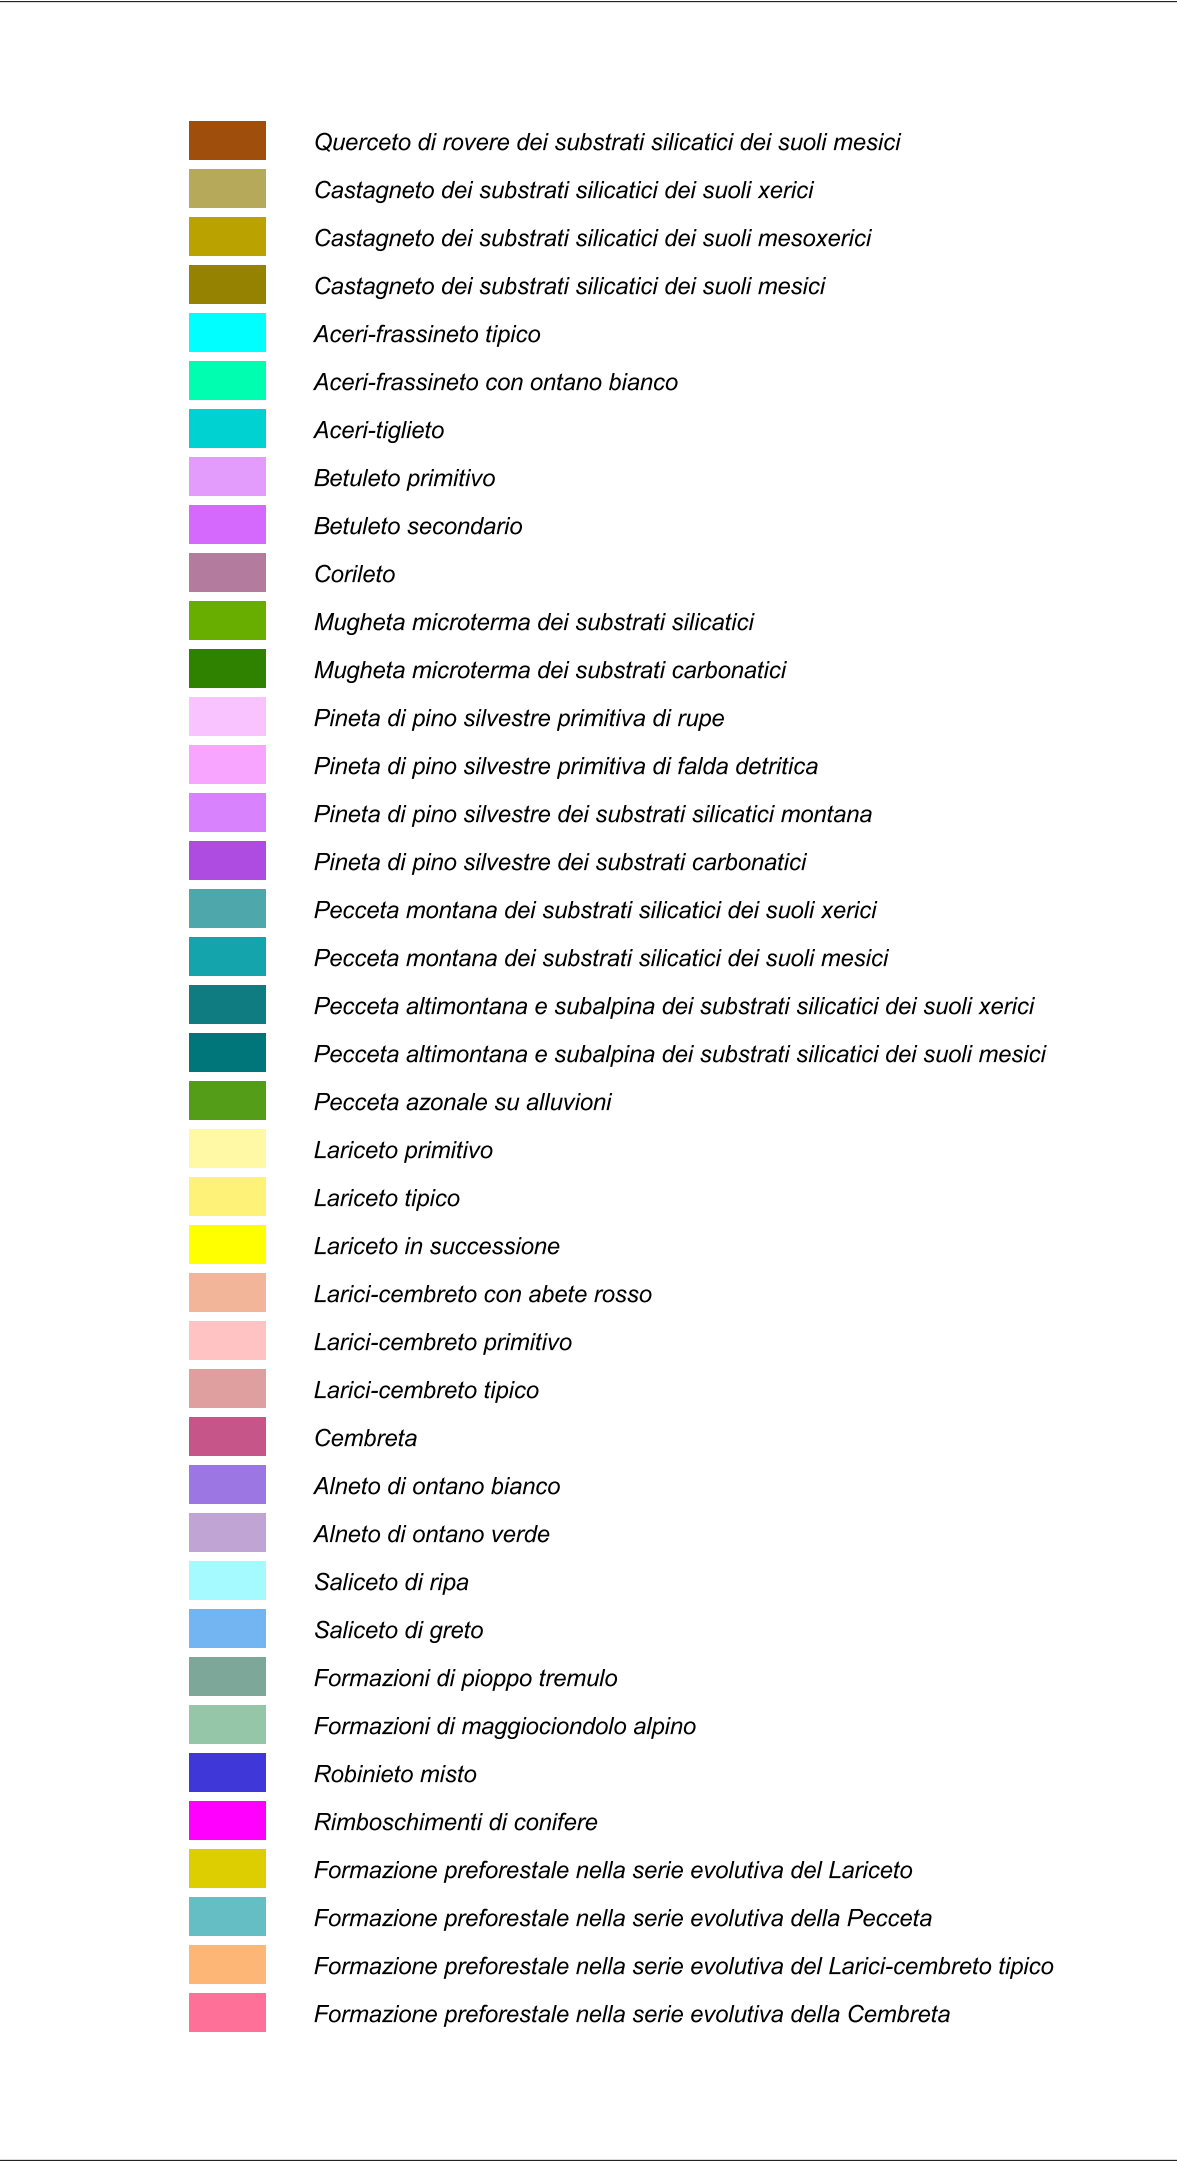 Querceto di rovere dei substrati silicatici dei suoli mesici
Castagneto dei substrati silicatici dei suoli xerici
Castagneto dei substrati silicatici dei suoli mesoxerici
Castagneto dei substrati silicatici dei suoli mesici
Aceri-frassineto tipico
Aceri-frassineto con ontano bianco
Aceri-tiglieto
Betuleto primitivo
Betuleto secondario
Corileto
Mugheta microterma dei substrati silicatici
Mugheta microterma dei substrati carbonatici
Pineta di pino silvestre primitiva di rupe
Pineta di pino silvestre primitiva di falda detritica
Pineta di pino silvestre dei substrati silicatici montana
Pineta di pino silvestre dei substrati carbonatici
Pecceta montana dei substrati silicatici dei suoli xerici
Pecceta montana dei substrati silicatici dei suoli mesici
Pecceta altimontana e subalpina dei substrati silicatici dei suoli xerici
Pecceta altimontana e subalpina dei substrati silicatici dei suoli mesici
Pecceta azonale su alluvioni
Lariceto primitivo
Lariceto tipico
Lariceto in successione
Larici-cembreto con abete rosso
Larici-cembreto primitivo
Larici-cembreto tipico
Cembreta
Alneto di ontano bianco
Alneto di ontano verde
Saliceto di ripa
Saliceto di greto
Formazioni di pioppo tremulo
Formazioni di maggiociondolo alpino
Robinieto misto
Rimboschimenti di conifere
Formazione preforestale nella serie evolutiva del Lariceto
Formazione preforestale nella serie evolutiva della Pecceta
Formazione preforestale nella serie evolutiva del Larici-cembreto tipico
Formazione preforestale nella serie evolutiva della Cembreta